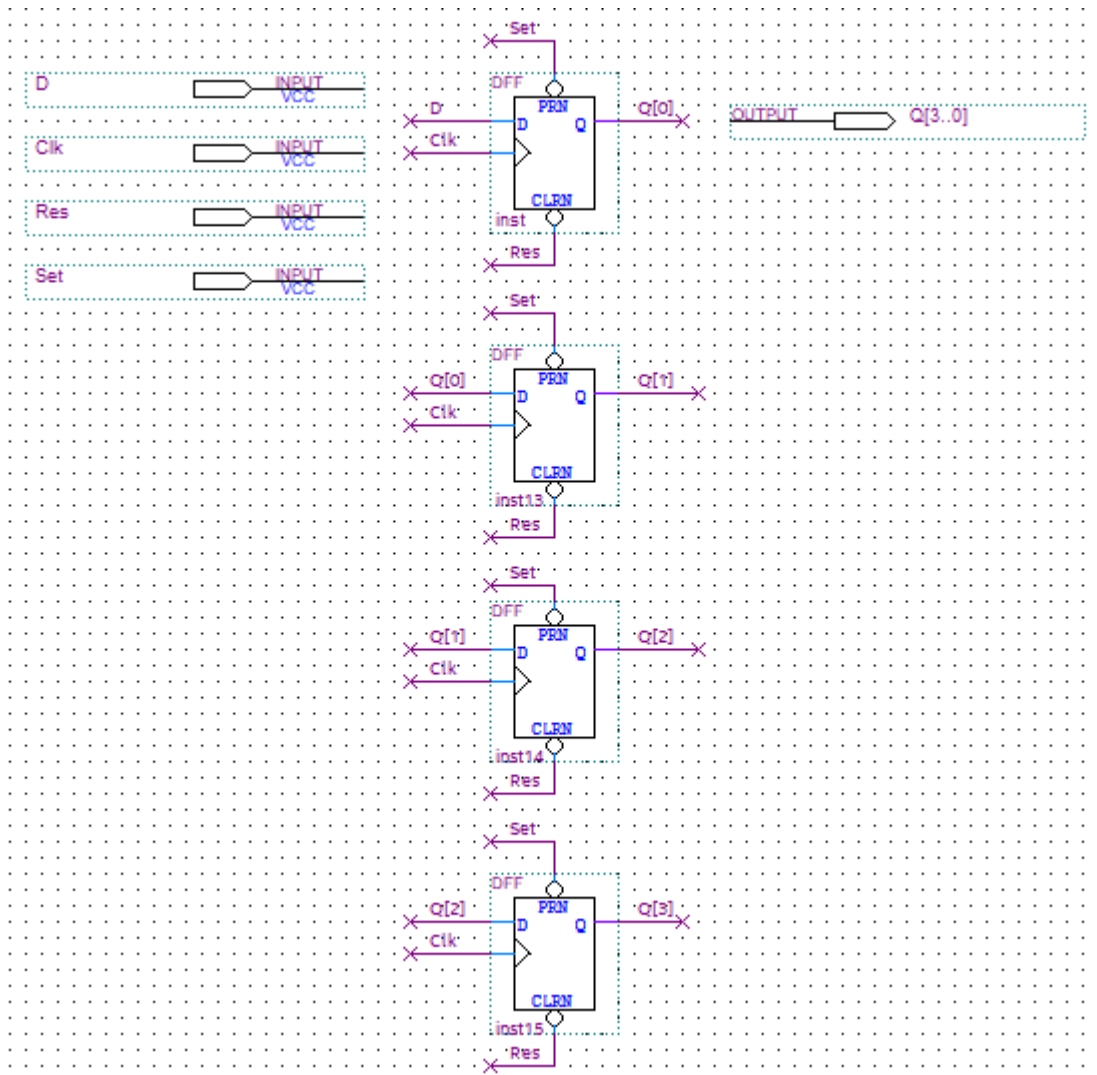 D
INPUT
VCC
Clk
INPUT
VCC
Res
INPUT
VCC
Set
INPUT
VCC
Set
DFF
PRN
D
D
Q
Q[0]
Clk
CLRN
inst
Res
OUTPUT
Q[3..0]
Set
DFF
PRN
Q[0]
D
Q
Q[1]
Clk
CLRN
inst13
Res
Set
DFF
PRN
Q[1]
D
Q
Q[2]
Clk
CLRN
inst14
Res
Set
DFF
PRN
Q[2]
D
Q
Q[3]
Clk
CLRN
inst15
Res